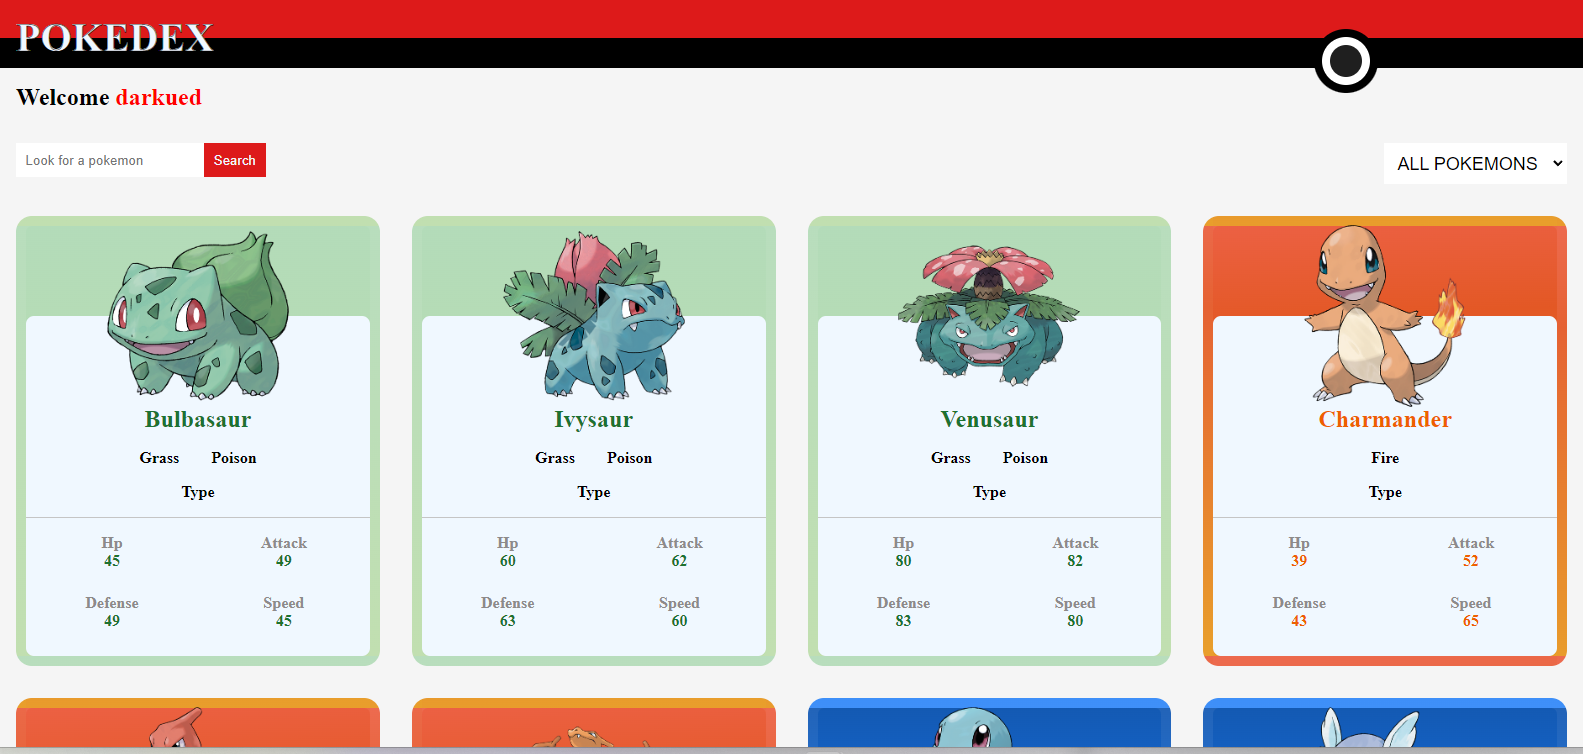 POKEDEX
Welcome darkued
Look for a pokemon
Search
ALL POKEMONS
Bulbasaur
Grass Poison
Type
Hp Attack
45 49
Defense Speed
49 45
Ivysaur
Grass Poison
Type
Hp Attack
60 62
Defense Speed
63 60
Venusaur
Grass Poison
Type
Hp Attack
80 82
Defense Speed
83 80
Charmander
Fire
Type
Hp Attack
39 52
Defense Speed
43 65